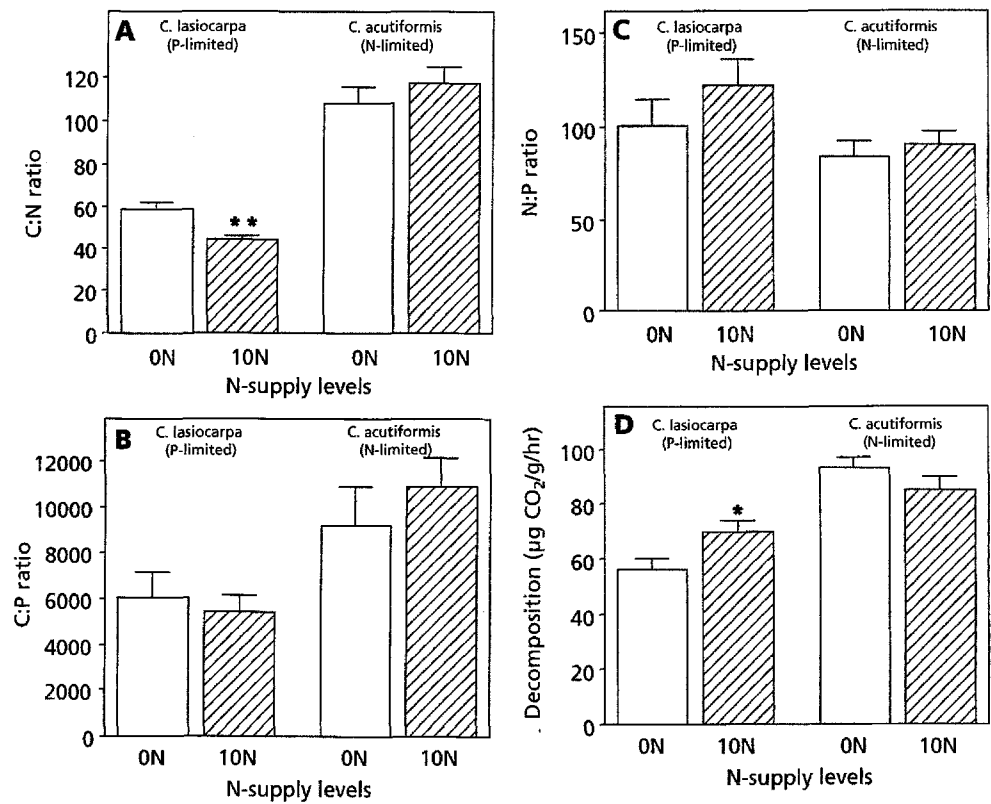 A
C. lasiocarpa
(P-limited)
C. acutiformis
(N-limited)
C:N ratio
120
100
80
60
40
20
0
**
0N
10N
0N
10N
N-supply levels
B
C. lasiocarpa
(P-limited)
C. acutiformis
(N-limited)
C:P ratio
12000
10000
8000
6000
4000
2000
0
0N
10N
0N
10N
N-supply levels
C
C. lasiocarpa
(P-limited)
C. acutiformis
(N-limited)
N:P ratio
150
100
50
0
0N
10N
0N
10N
N-supply levels
D
C. lasiocarpa
(P-limited)
C. acutiformis
(N-limited)
Decomposition (µg CO₂/g/hr)
100
80
60
40
20
0
*
0N
10N
0N
10N
N-supply levels